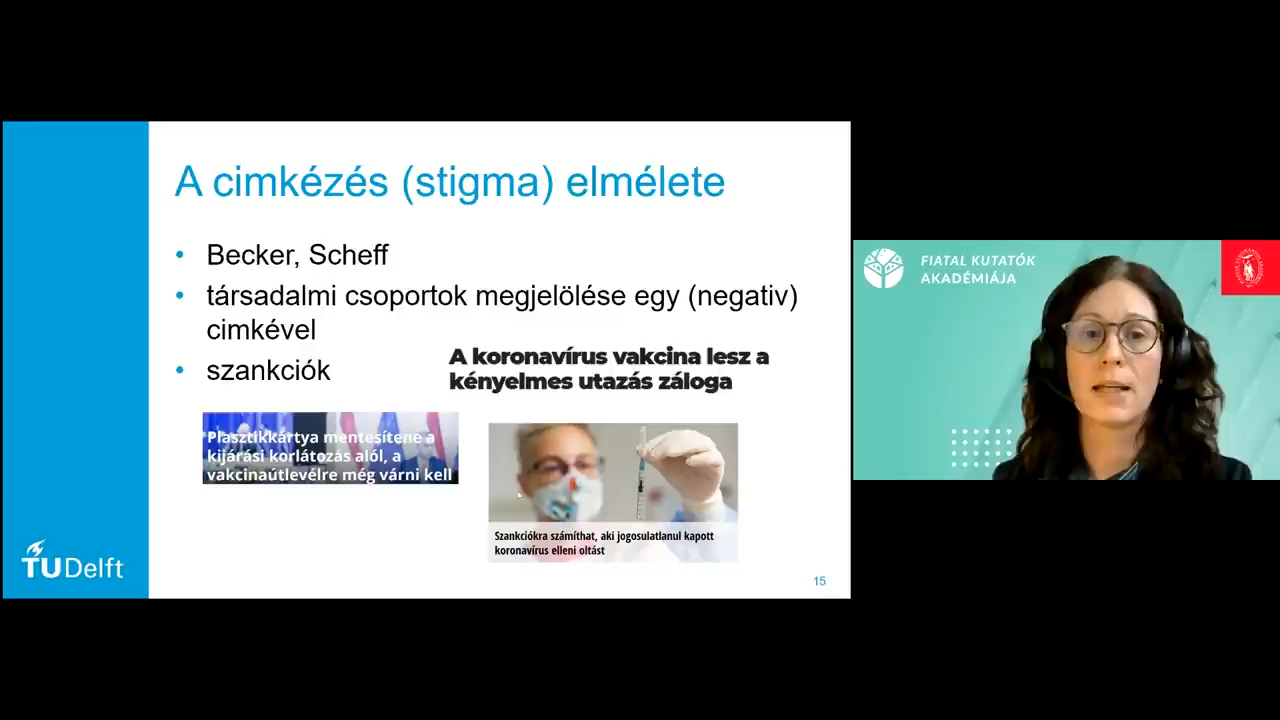 A cimkézés (stigma) elmélete
• Becker, Scheff
• társadalmi csoportok megjelölése egy (negativ)
cimkével
• szankciók
A koronavírus vakcina lesz a
kényelmes utazás záloga
Plasztikkártya mentesítene a
kijárási korlátozás alól, a
vakcinaútlevélre még várni kell
Szankciókra számíthat, aki jogosulatlanul kapott
koronavírus elleni oltást
TU Delft
15
FIATAL KUTATÓK
AKADÉMIÁJA